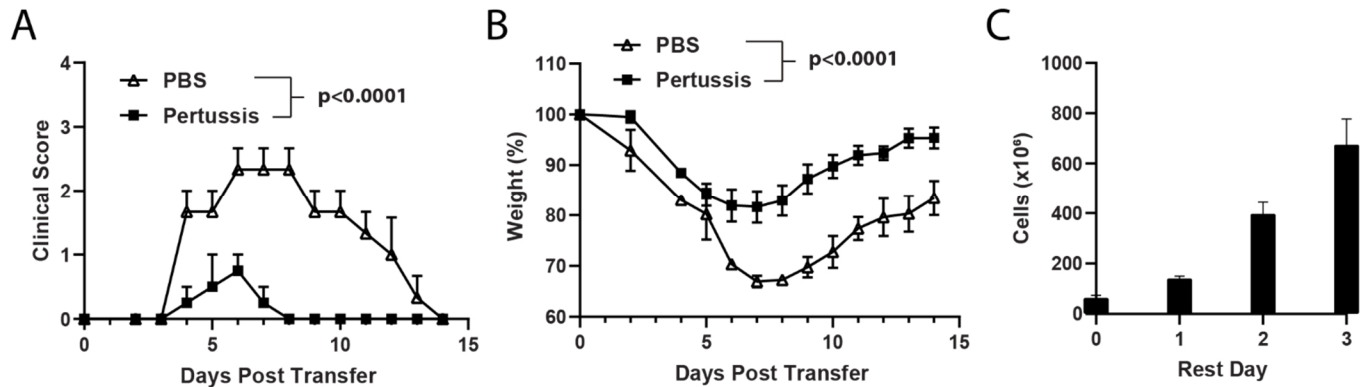 A
PBS
Pertussis
p<0.0001
Clinical Score
4
3
2
1
0
0 5 10 15
Days Post Transfer
B
PBS
Pertussis
p<0.0001
Weight (%)
110
100
90
80
70
60
0 5 10 15
Days Post Transfer
C
Cells (x10⁶)
1000
800
600
400
200
0
0 1 2 3
Rest Day